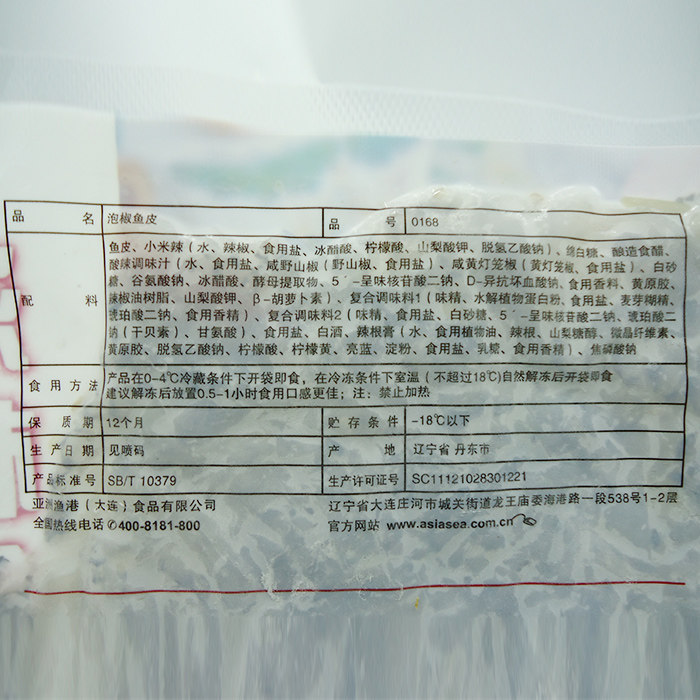 品 名 泡椒鱼皮 品 号 0168
配 料
鱼皮、小米辣(水、辣椒、食用盐、冰醋酸、柠檬酸、山梨酸钾、脱氢乙酸钠)、绵白糖、酿造食醋、
酸辣调味汁(水、食用盐、咸野山椒(野山椒、食用盐)、咸黄灯笼椒(黄灯笼椒、食用盐)、白砂
糖、谷氨酸钠、冰醋酸、酵母提取物、5´-呈味核苷酸二钠、D-异抗坏血酸钠、食用香料、黄原胶、
辣椒油树脂、山梨酸钾、β-胡萝卜素)、复合调味料1(味精、水解植物蛋白粉、食用盐、麦芽糊精、
琥珀酸二钠、食用香精)、复合调味料2(味精、食用盐、白砂糖、5´-呈味核苷酸二钠、琥珀酸二
钠(干贝素)、甘氨酸)、食用盐、白酒、辣根膏(水、食用植物油、辣根、山梨糖醇、微晶纤维素、
黄原胶、脱氢乙酸钠、柠檬酸、柠檬黄、亮蓝、淀粉、食用盐、乳糖、食用香精)、焦磷酸钠
食用方法 产品在0-4℃冷藏条件下开袋即食，在冷冻条件下室温(不超过18℃)自然解冻后开袋即食
建议解冻后放置0.5-1小时食用口感更佳；注：禁止加热
保 质 期 12个月 贮存条件 -18℃以下
生产日期 见喷码 产 地 辽宁省 丹东市
产品标准号 SB/T 10379 生产许可证号 SC11121028301221
亚洲渔港(大连)食品有限公司 辽宁省大连庄河市城关街道龙王庙委海港路一段538号1-2层
全国热线电话✆400-8181-800 官方网站 www.asiasea.com.cn